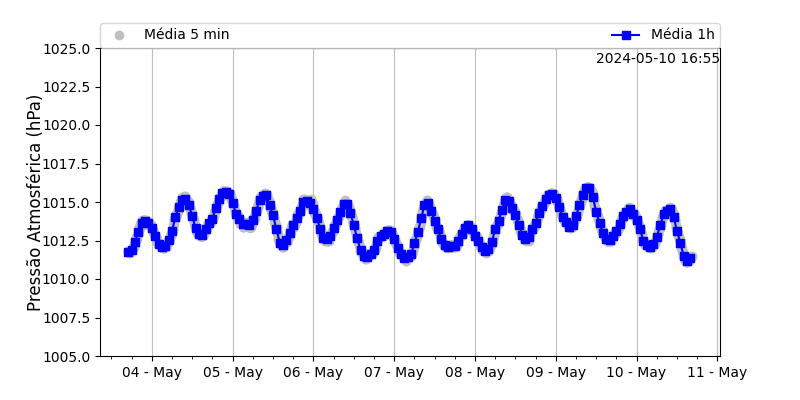 Média 5 min
Média 1h
2024-05-10 16:55
Pressão Atmosférica (hPa)
1025.0
1022.5
1020.0
1017.5
1015.0
1012.5
1010.0
1007.5
1005.0
04 - May
05 - May
06 - May
07 - May
08 - May
09 - May
10 - May
11 - May